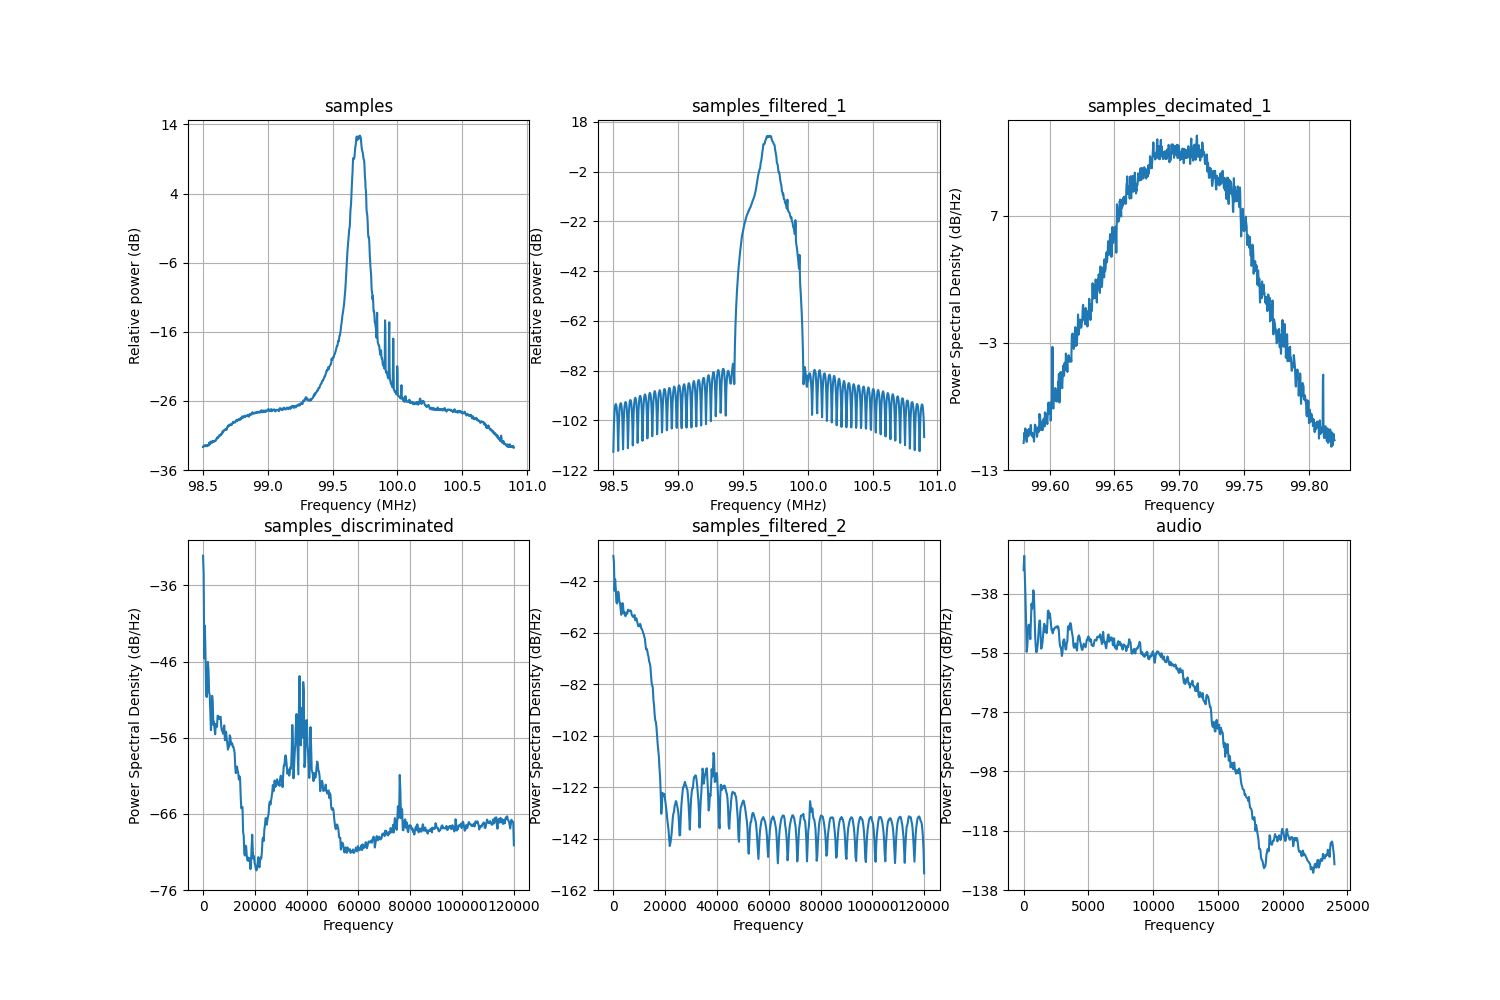 samples
samples_filtered_1
samples_decimated_1
14
4
−6
−16
−26
−36
Relative power (dB)
98.5 99.0 99.5 100.0 100.5 101.0
Frequency (MHz)
18
−2
−22
−42
−62
−82
−102
−122
Relative power (dB)
98.5 99.0 99.5 100.0 100.5 101.0
Frequency (MHz)
7
−3
−13
Power Spectral Density (dB/Hz)
99.60 99.65 99.70 99.75 99.80
Frequency
samples_discriminated
samples_filtered_2
audio
−36
−46
−56
−66
−76
Power Spectral Density (dB/Hz)
0 20000 40000 60000 80000 100000 120000
Frequency
−42
−62
−82
−102
−122
−142
−162
Power Spectral Density (dB/Hz)
0 20000 40000 60000 80000 100000 120000
Frequency
−38
−58
−78
−98
−118
−138
Power Spectral Density (dB/Hz)
0 5000 10000 15000 20000 25000
Frequency